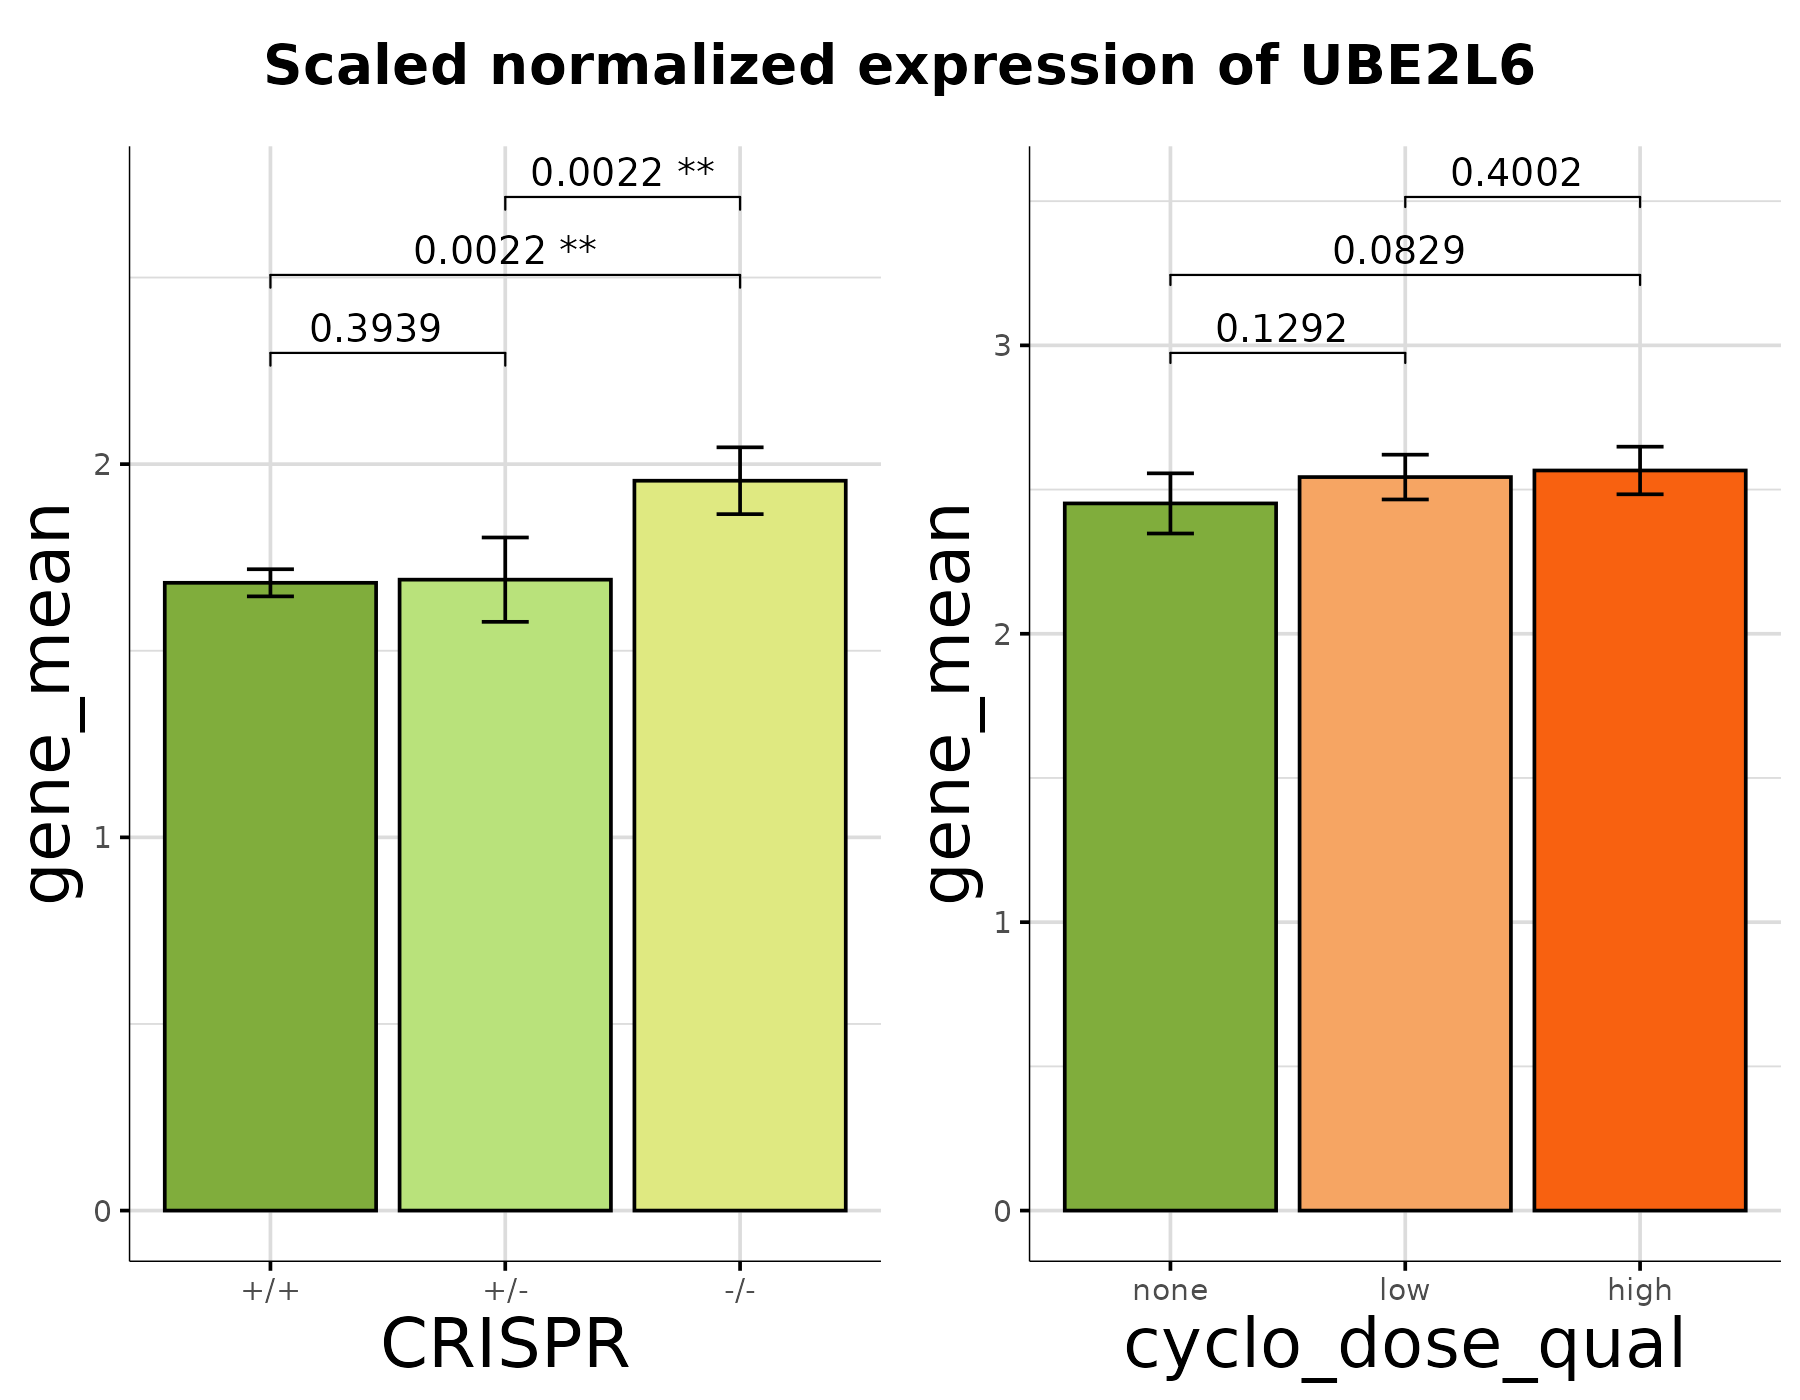 Scaled normalized expression of UBE2L6
gene_mean
0.0022 **
0.0022 **
0.3939
2
1
0
+/+ +/- -/-
CRISPR
gene_mean
0.4002
0.0829
0.1292
3
2
1
0
none low high
cyclo_dose_qual